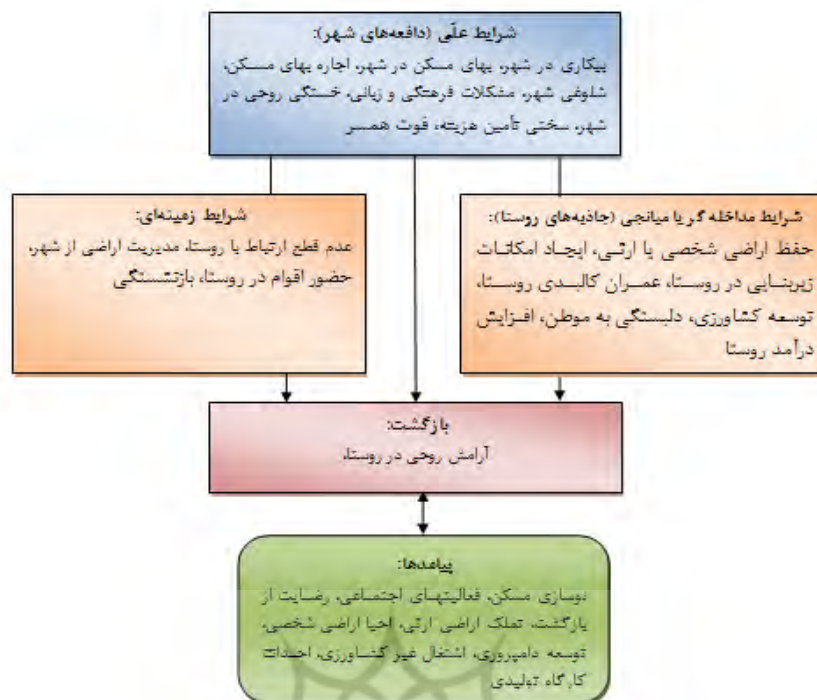 شرایط علّی (دافعه‌های شهر):
بیکاری در شهر، بهای مسکن در شهر، اجاره بهای مسکن،
شلوغی شهر، مشکلات فرهنگی و زبانی، خستگی روحی در
شهر، سختی تأمین هزینه، فوت همسر
شرایط مداخله گر یا میانجی (جاذبه‌های روستا):
حفظ اراضی شخصی یا ارثی، ایجاد امکانات
زیربنایی در روستا، عمران کالبدی روستا،
توسعه کشاورزی، دلبستگی به موطن، افزایش
درآمد روستا
شرایط زمینه‌ای:
عدم قطع ارتباط با روستا، مدیریت اراضی از شهر،
حضور اقوام در روستا، بازنشستگی
بازگشت:
آرامش روحی در روستا،
پیامدها:
نوسازی مسکن، فعالیتهای اجتماعی، رضایت از
بازگشت، تملک اراضی ارثی، احیا اراضی شخصی،
توسعه دامپروری، اشتغال غیر کشاورزی، احداث
کارگاه تولیدی